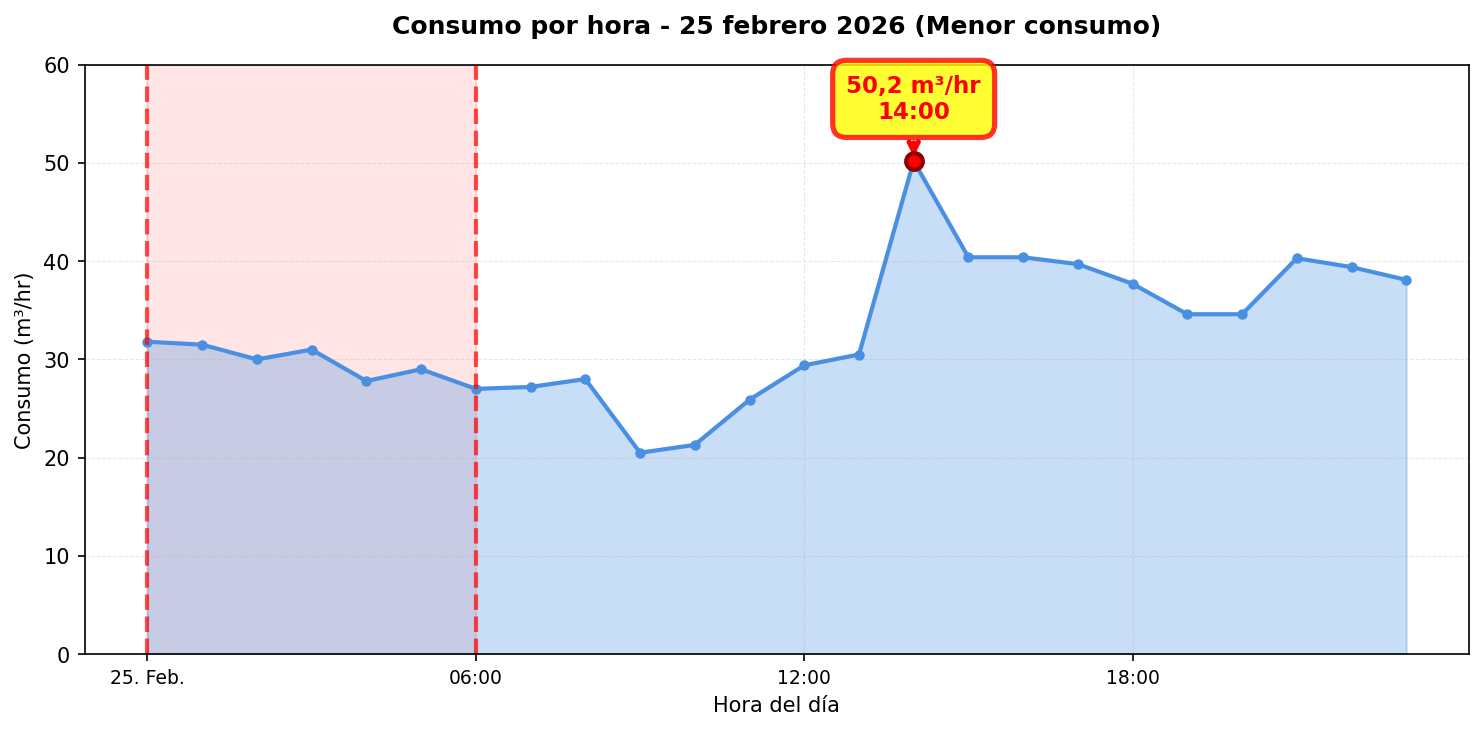 Consumo por hora - 25 febrero 2026 (Menor consumo)
50,2 m³/hr
14:00
Consumo (m³/hr)
60
50
40
30
20
10
0
25. Feb.
06:00
12:00
18:00
Hora del día